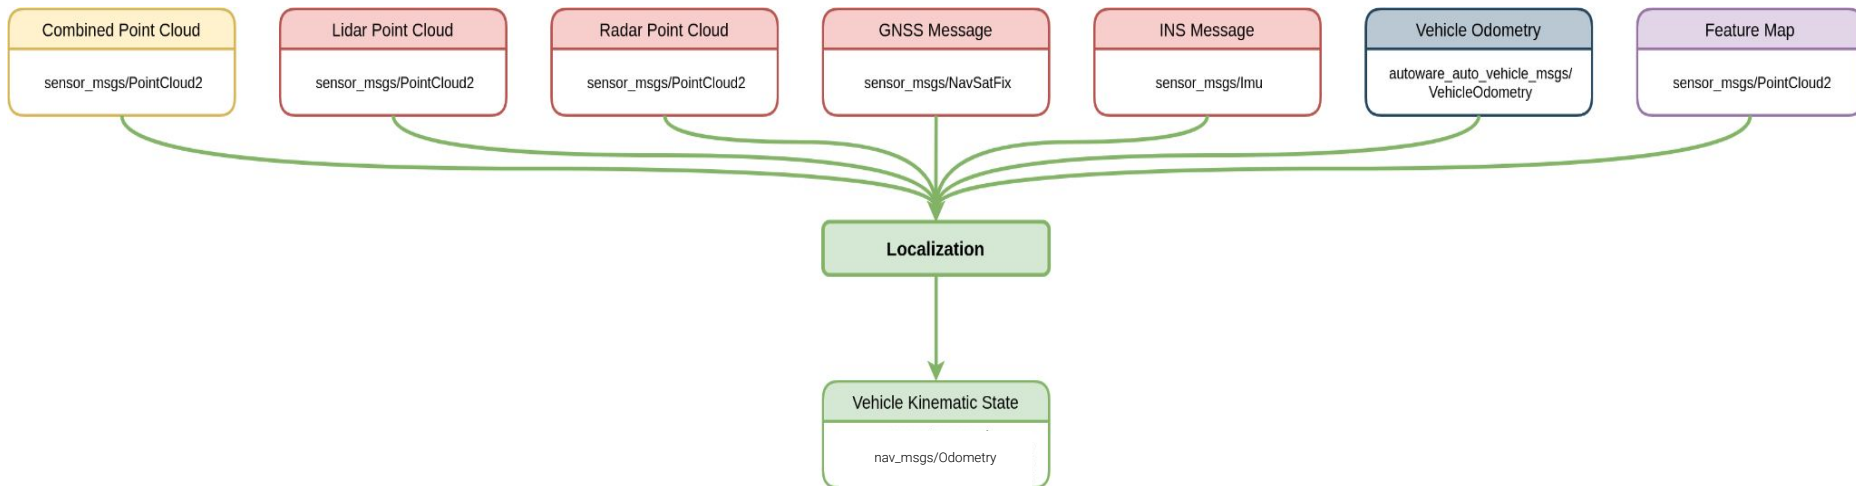 Combined Point Cloud
sensor_msgs/PointCloud2
Lidar Point Cloud
sensor_msgs/PointCloud2
Radar Point Cloud
sensor_msgs/PointCloud2
GNSS Message
sensor_msgs/NavSatFix
INS Message
sensor_msgs/Imu
Vehicle Odometry
autoware_auto_vehicle_msgs/
VehicleOdometry
Feature Map
sensor_msgs/PointCloud2
Localization
Vehicle Kinematic State
nav_msgs/Odometry